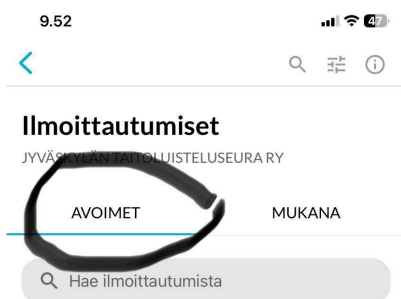 9.52
47
Ilmoittautumiset
JYVÄSKYLÄN TAITOLUISTELUSEURA RY
AVOIMET MUKANA
Hae ilmoittautumista